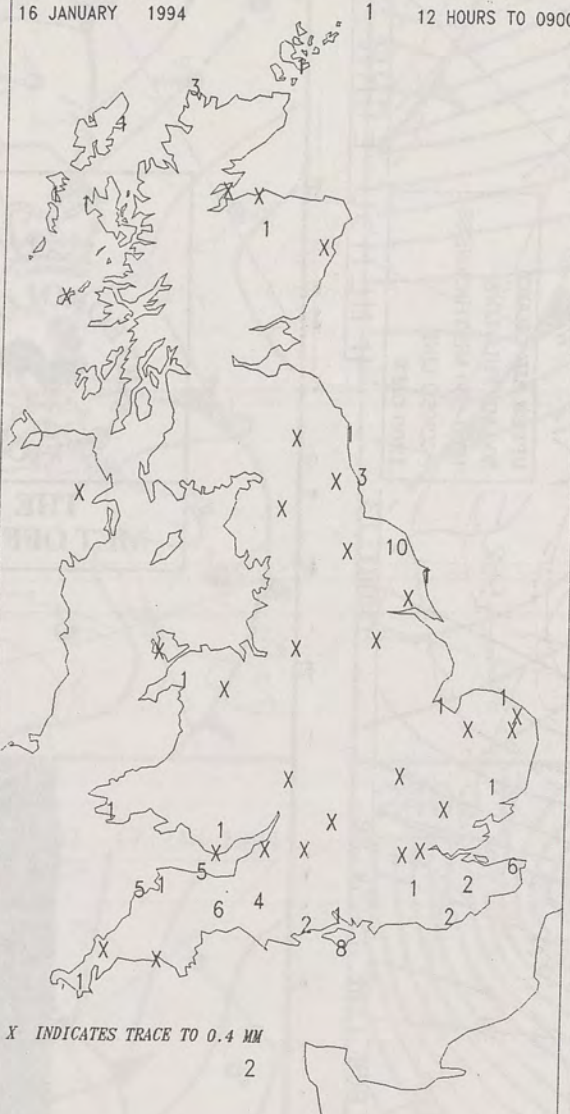 16 JANUARY 1994 1 12 HOURS TO 0900
3
4
X X
1
X
X
X 1
X 3
X
X
X 10
1
X
X
X X
1 X
1 1 X
X X
X X 1
1 X
1 X
X X X X X
5 6
5 1 1 2
6 4
2 1 2
8
X X
1
X INDICATES TRACE TO 0.4 MM
2